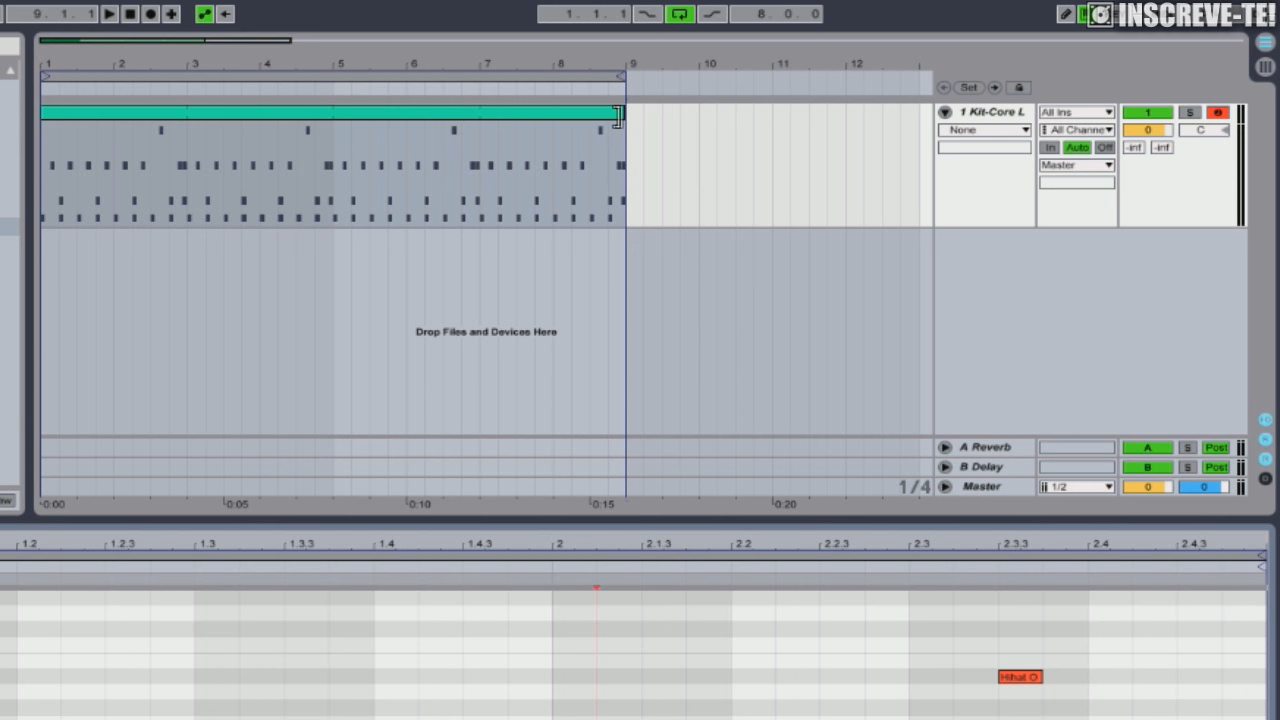 9. 1. 1
1. 1. 1
8. 0. 0
INSCREVE-TE!
1 2 3 4 5 6 7 8 9 10 11 12
Set
1 Kit-Core L
All Ins
1
S
None
All Channe
0
C
In Auto Off
-inf -inf
Master
Drop Files and Devices Here
A Reverb
A
S
Post
B Delay
B
S
Post
1/4
Master
1/2
0
0
0:00 0:05 0:10 0:15 0:20
1.2 1.2.3 1.3 1.3.3 1.4 1.4.3 2 2.1.3 2.2 2.2.3 2.3 2.3.3 2.4 2.4.3
Hihat O